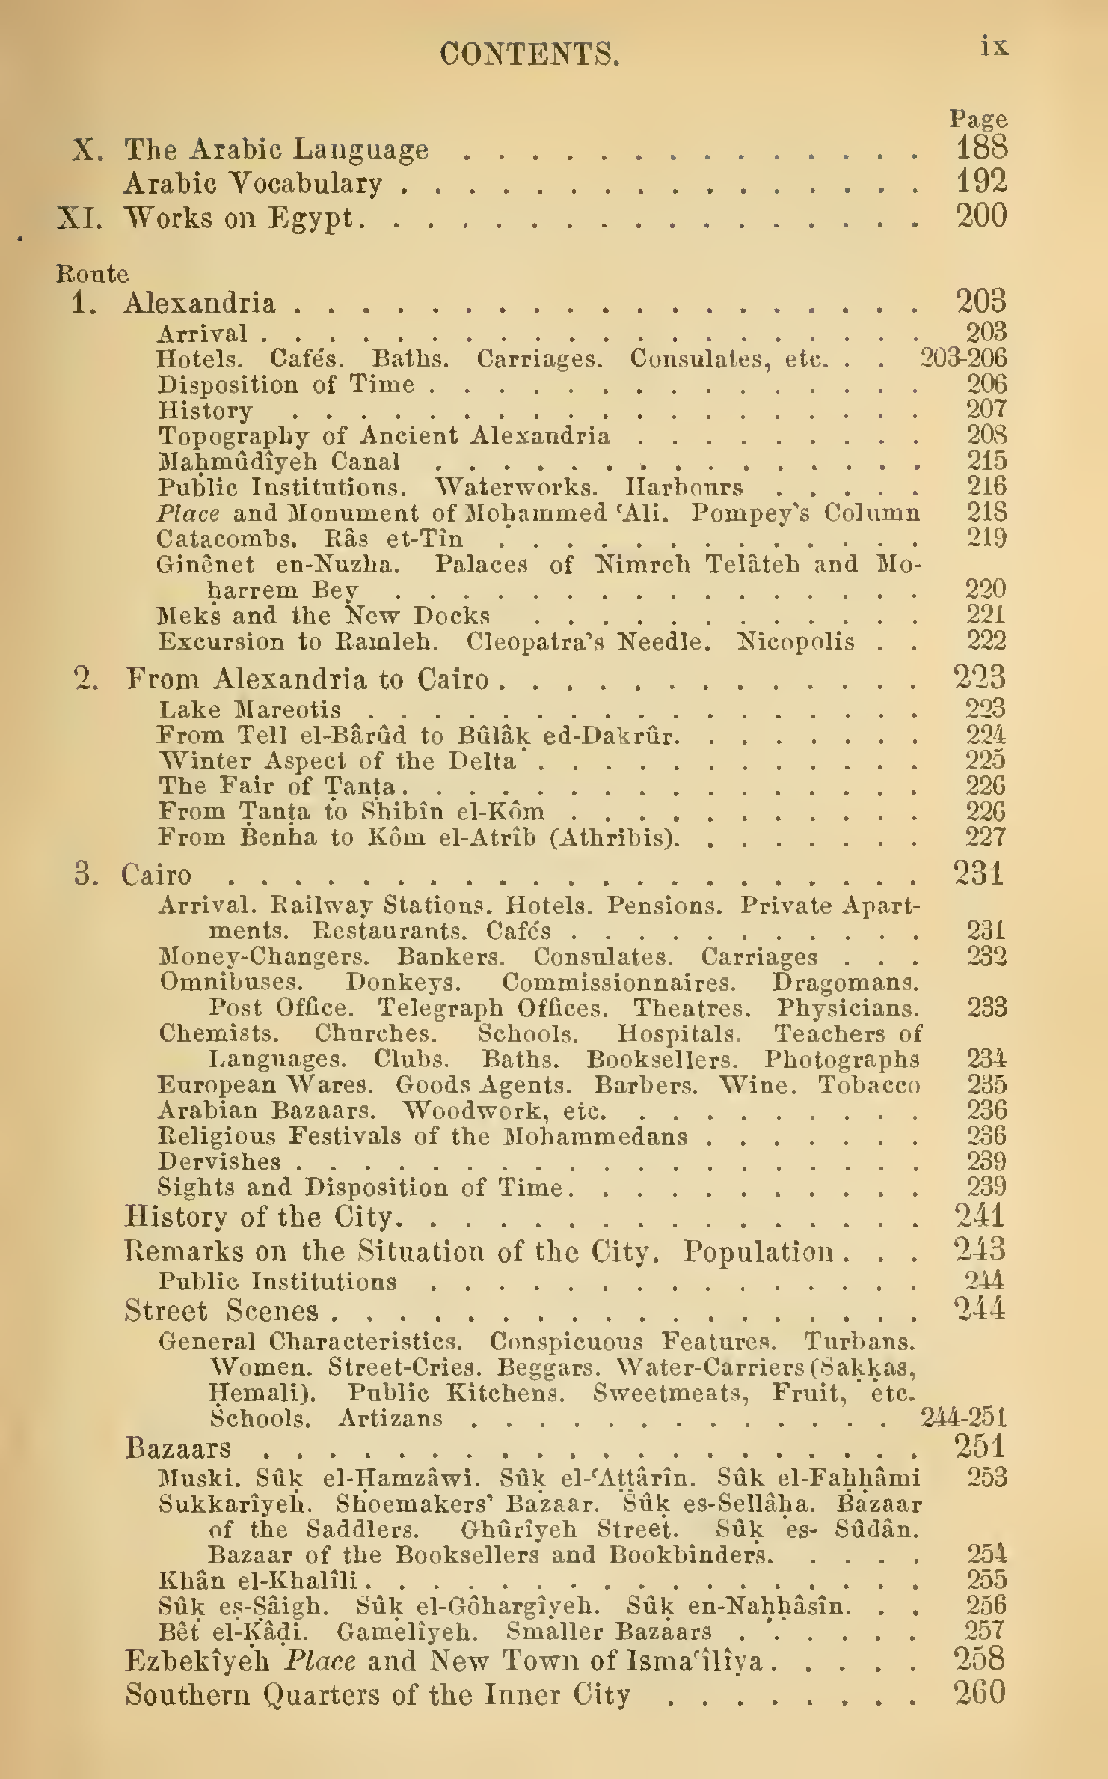 CONTENTS. ix
Page
X. The Arabic Language . . . . . . . . . . . . . . 188
Arabic Vocabulary . . . . . . . . . . . . . . . . 192
XI. Works on Egypt. . . . . . . . . . . . . . . . . 200
Route
1. Alexandria . . . . . . . . . . . . . . . . . . . 203
Arrival . . . . . . . . . . . . . . . . . . . . 203
Hotels. Cafés. Baths. Carriages. Consulates, etc. . . 203-206
Disposition of Time . . . . . . . . . . . . . . . 206
History . . . . . . . . . . . . . . . . . . . 207
Topography of Ancient Alexandria . . . . . . . . . 208
Maḥmûdîyeh Canal . . . . . . . . . . . . . . . 215
Public Institutions. Waterworks. Harbours . . . . . 216
Place and Monument of Moḥammed ʿAli. Pompey's Column 218
Catacombs. Râs et-Tîn . . . . . . . . . . . . . 219
Ginênet en-Nuzha. Palaces of Nimreh Telâteh and Mo-
ḥarrem Bey . . . . . . . . . . . . . . . . 220
Meks and the New Docks . . . . . . . . . . . . 221
Excursion to Ramleh. Cleopatra's Needle. Nicopolis . . 222
2. From Alexandria to Cairo . . . . . . . . . . . . . 223
Lake Mareotis . . . . . . . . . . . . . . . . . 223
From Tell el-Bârûd to Bûlâḳ ed-Dakrûr. . . . . . . . 224
Winter Aspect of the Delta . . . . . . . . . . . . 225
The Fair of Ṭanṭa . . . . . . . . . . . . . . . . 226
From Ṭanṭa to Shibîn el-Kôm . . . . . . . . . . . 226
From Benha to Kôm el-Atrîb (Athribis). . . . . . . . 227
3. Cairo . . . . . . . . . . . . . . . . . . . . . 231
Arrival. Railway Stations. Hotels. Pensions. Private Apart-
ments. Restaurants. Cafés . . . . . . . . . . . 231
Money-Changers. Bankers. Consulates. Carriages . . . 232
Omnibuses. Donkeys. Commissionnaires. Dragomans.
Post Office. Telegraph Offices. Theatres. Physicians. 233
Chemists. Churches. Schools. Hospitals. Teachers of
Languages. Clubs. Baths. Booksellers. Photographs 234
European Wares. Goods Agents. Barbers. Wine. Tobacco 235
Arabian Bazaars. Woodwork, etc. . . . . . . . . . . 236
Religious Festivals of the Mohammedans . . . . . . . 236
Dervishes . . . . . . . . . . . . . . . . . . . 239
Sights and Disposition of Time. . . . . . . . . . . 239
History of the City. . . . . . . . . . . . . . . . 241
Remarks on the Situation of the City. Population . . . 243
Public Institutions . . . . . . . . . . . . . . . 244
Street Scenes . . . . . . . . . . . . . . . . . . 244
General Characteristics. Conspicuous Features. Turbans.
Women. Street-Cries. Beggars. Water-Carriers (Saḳḳas,
Ḥemali). Public Kitchens. Sweetmeats, Fruit, etc.
Schools. Artizans . . . . . . . . . . . . . 244-251
Bazaars . . . . . . . . . . . . . . . . . . . . 251
Muski. Sûḳ el-Ḥamzâwi. Sûḳ el-ʿAṭṭârîn. Sûk el-Faḥḥâmi 253
Sukkarîyeh. Shoemakers' Bazaar. Sûḳ es-Sellâḥa. Bazaar
of the Saddlers. Ghûrîyeh Street. Sûḳ es-Sûdân.
Bazaar of the Booksellers and Bookbinders. . . . . 254
Khân el-Khalîli . . . . . . . . . . . . . . . . . 255
Sûḳ eṣ-Ṣâigh. Sûḳ el-Gôhargîyeh. Sûḳ en-Naḥḥâsîn. . . 256
Bêt el-Ḳâḍi. Gamelîyeh. Smaller Bazaars . . . . . . 257
Ezbekîyeh Place and New Town of Ismaʿîlîya . . . . . 258
Southern Quarters of the Inner City . . . . . . . . 260